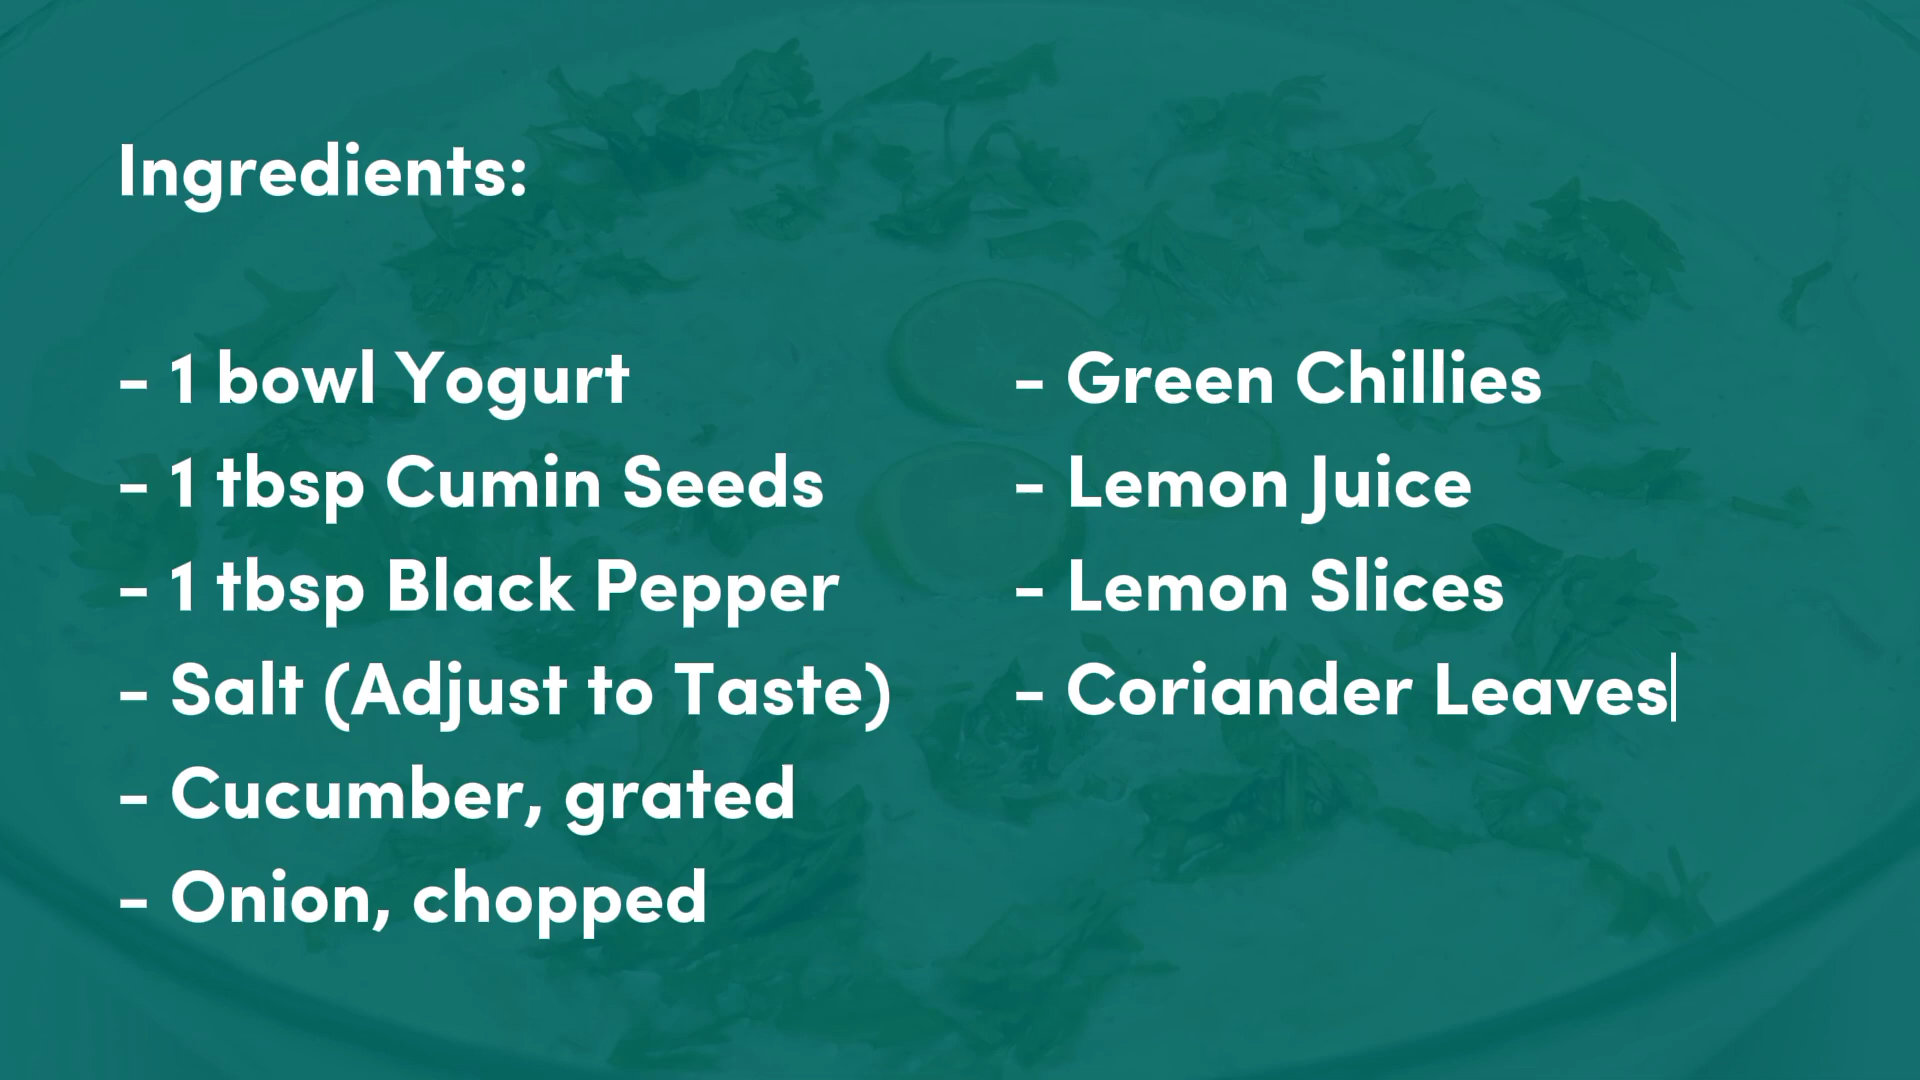 Ingredients:
- 1 bowl Yogurt
- 1 tbsp Cumin Seeds
- 1 tbsp Black Pepper
- Salt (Adjust to Taste)
- Cucumber, grated
- Onion, chopped
- Green Chillies
- Lemon Juice
- Lemon Slices
- Coriander Leaves